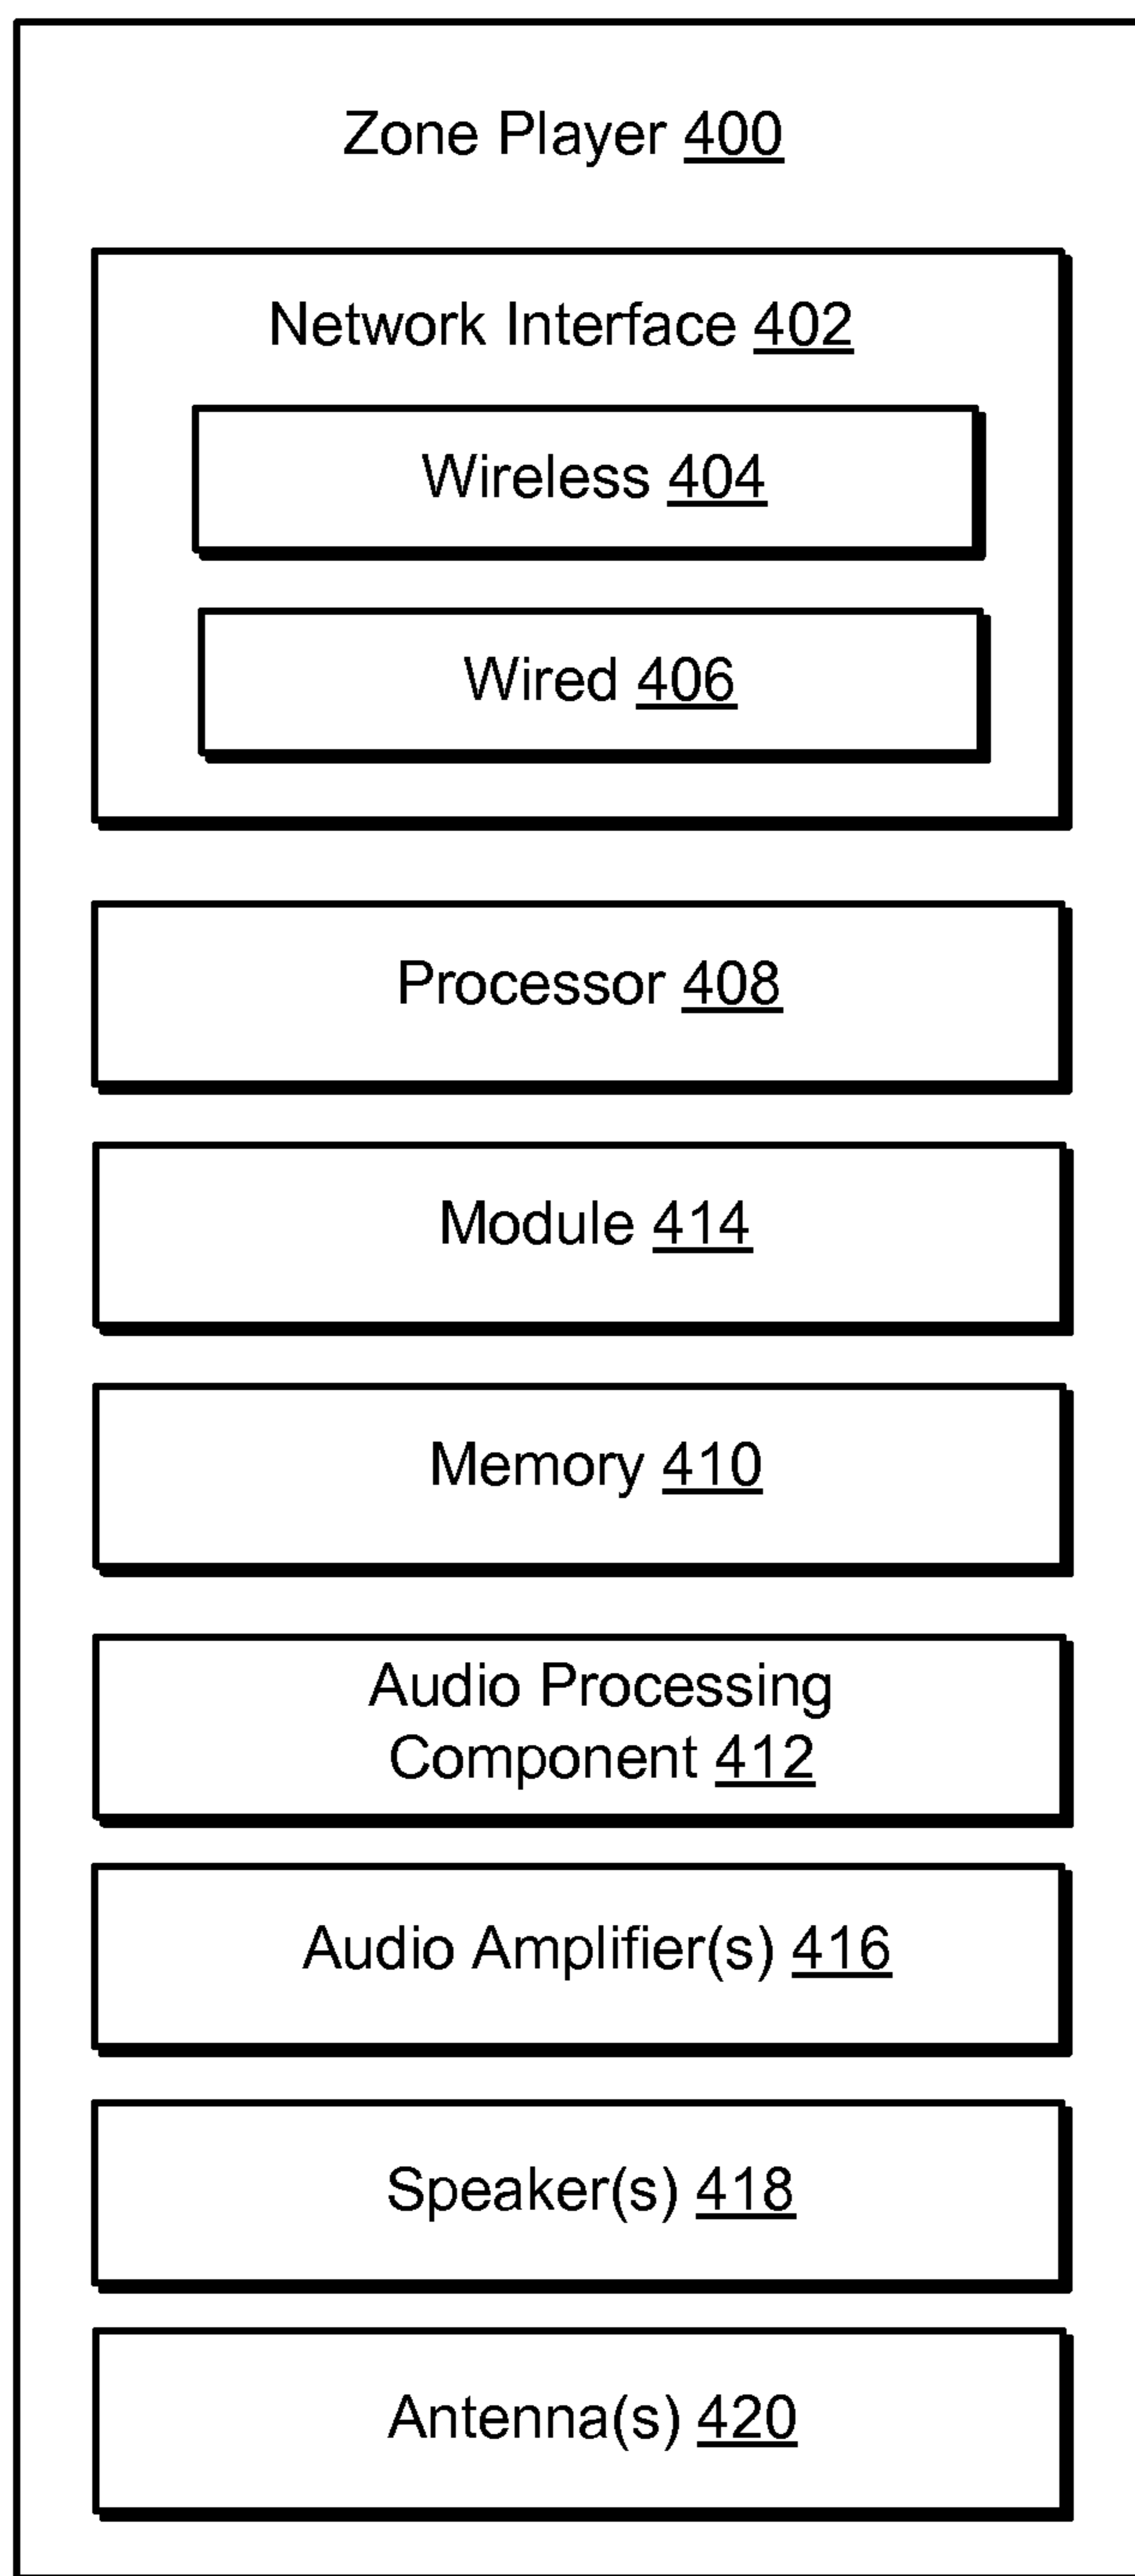 Zone Player 400
Network Interface 402
Wireless 404
Wired 406
Processor 408
Module 414
Memory 410
Audio Processing
Component 412
Audio Amplifier(s) 416
Speaker(s) 418
Antenna(s) 420